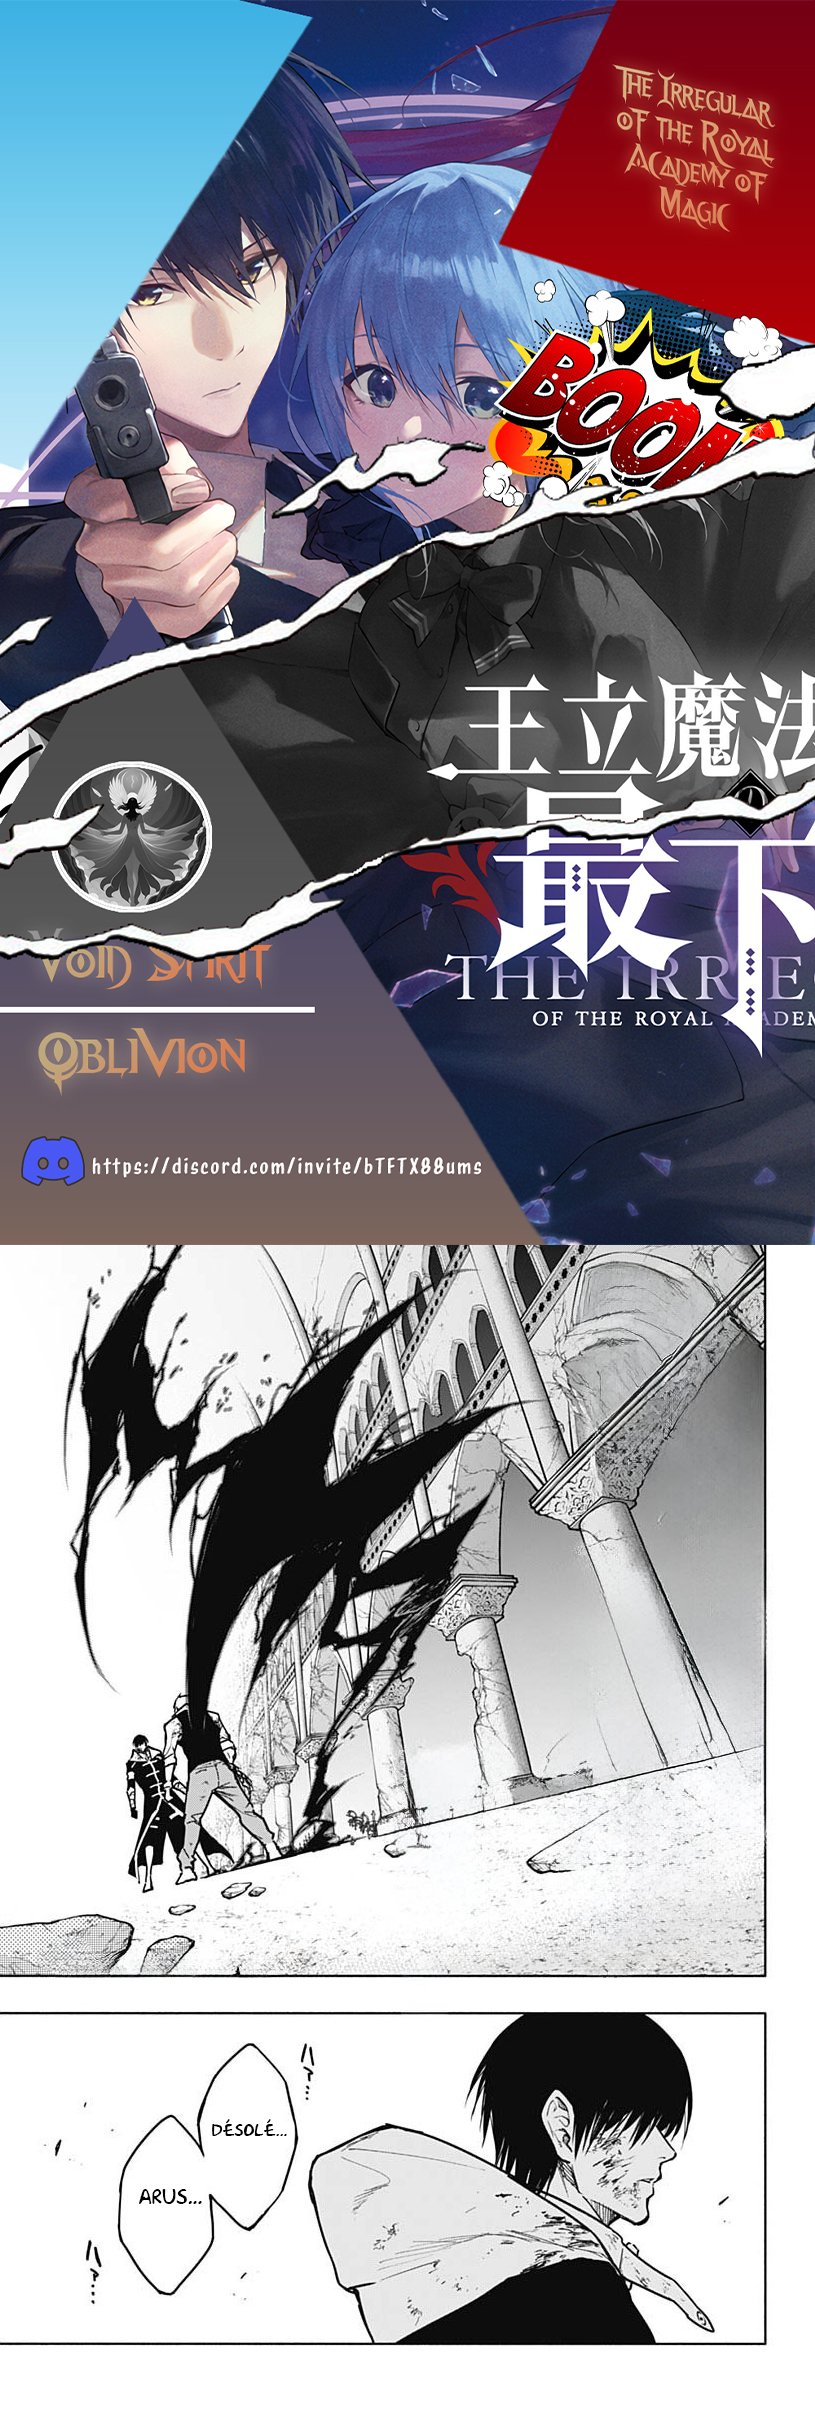 THE IRREGULAR
OF THE ROYAL
ACADEMY OF
MAGIC
BOOM
王立魔法
の
最下
THE IRREG
OF THE ROYAL ACADEM
VOID SPIRIT
OBLIVION
https://discord.com/invite/bTFTX88ums
ハァ…
DÉSOLÉ...
ARUS...
ハァ…